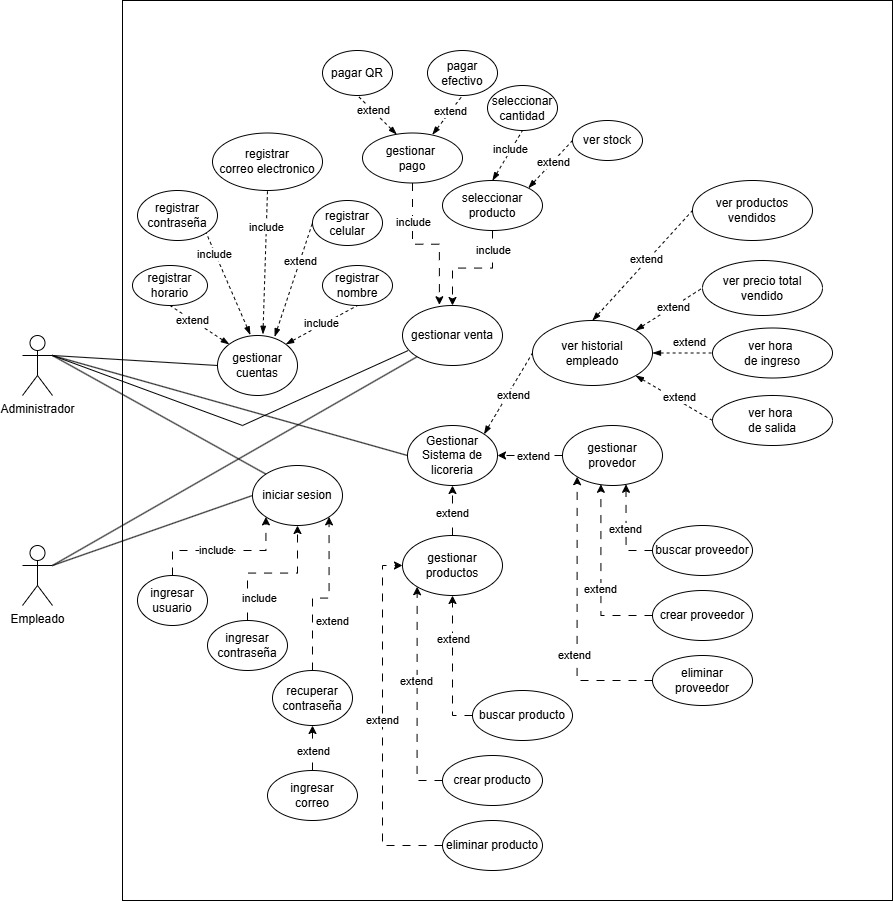 pagar QR
pagar
efectivo
extend
extend
seleccionar
cantidad
ver stock
include
extend
gestionar
pago
seleccionar
producto
include
include
registrar
correo electronico
registrar
contraseña
registrar
celular
include
include
extend
registrar
horario
registrar
nombre
extend
include
gestionar
cuentas
gestionar venta
ver productos
vendidos
extend
ver precio total
vendido
extend
ver historial
empleado
extend
ver hora
de ingreso
extend
ver hora
de salida
extend
Administrador
Gestionar
Sistema de
licoreria
extend
gestionar
provedor
iniciar sesion
extend
gestionar
productos
include
ingresar
usuario
include
ingresar
contraseña
extend
recuperar
contraseña
extend
ingresar
correo
Empleado
extend
buscar proveedor
extend
crear proveedor
extend
eliminar
proveedor
extend
buscar producto
extend
crear producto
extend
eliminar producto